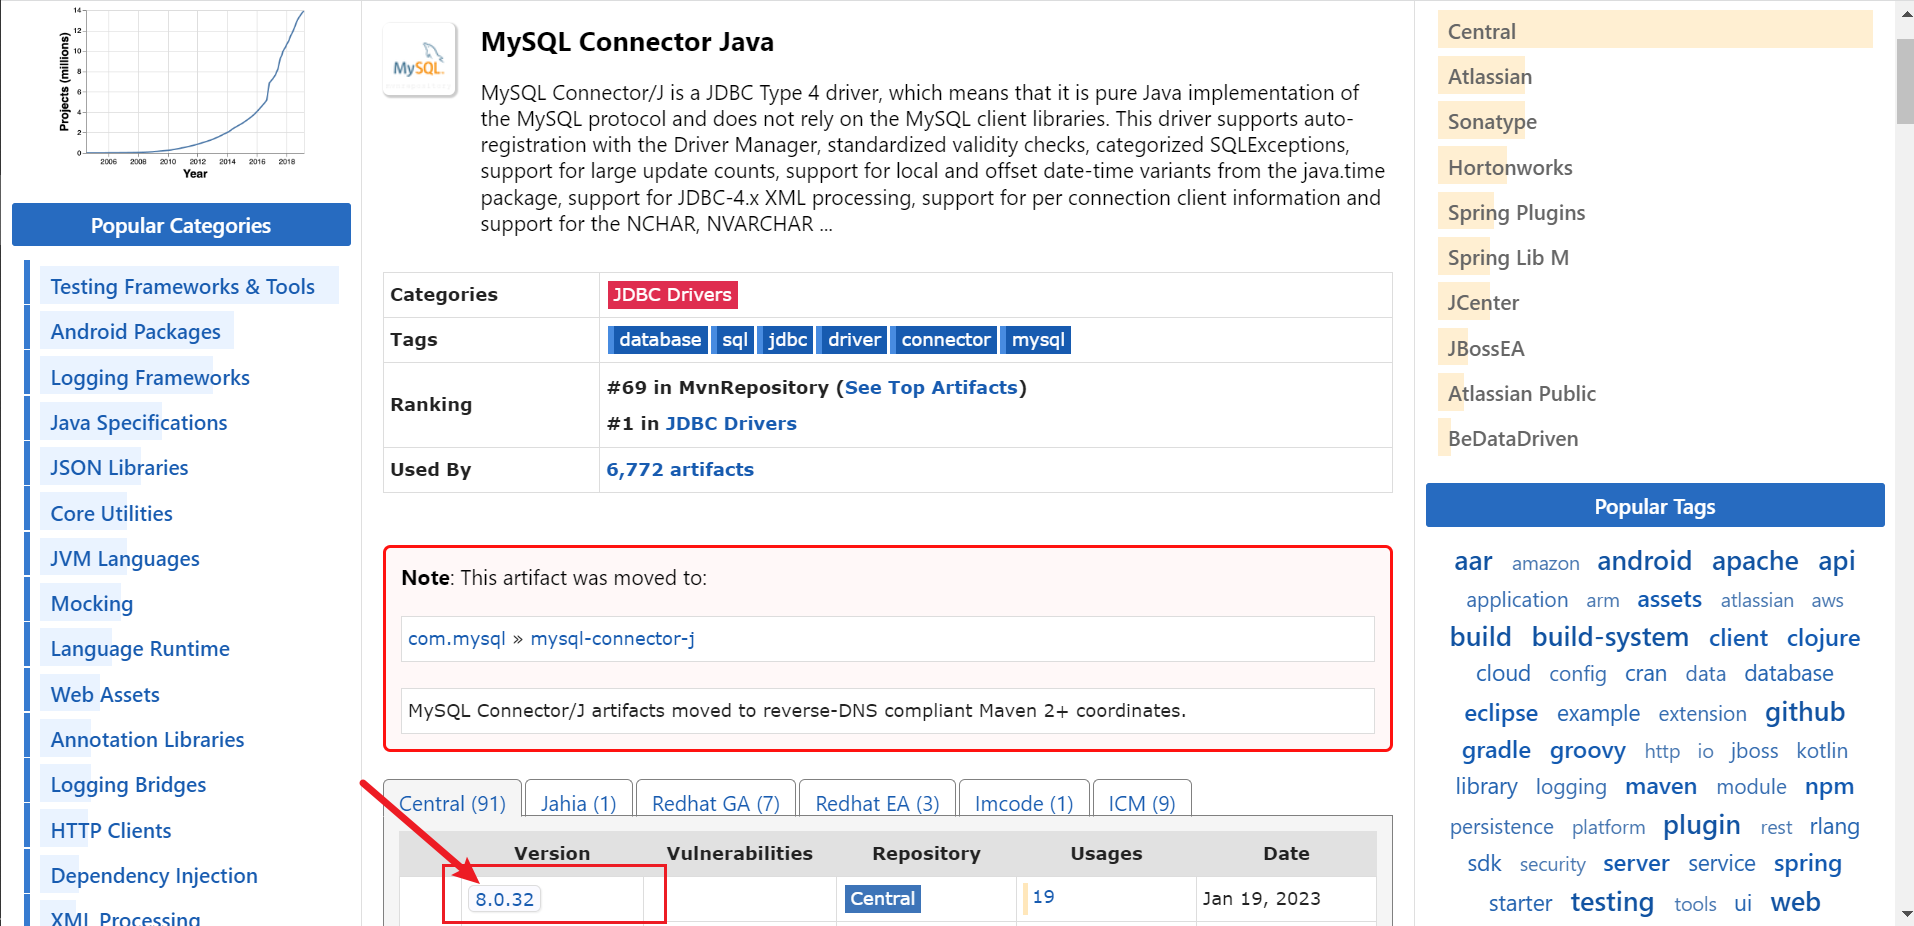 14
12
10
8
6
4
2
0
Projects (millions)
2006 2008 2010 2012 2014 2016 2018
Year
Popular Categories
Testing Frameworks & Tools
Android Packages
Logging Frameworks
Java Specifications
JSON Libraries
Core Utilities
JVM Languages
Mocking
Language Runtime
Web Assets
Annotation Libraries
Logging Bridges
HTTP Clients
Dependency Injection
XML Processing
MySQL
MySQL Connector Java
MySQL Connector/J is a JDBC Type 4 driver, which means that it is pure Java implementation of
the MySQL protocol and does not rely on the MySQL client libraries. This driver supports auto-
registration with the Driver Manager, standardized validity checks, categorized SQLExceptions,
support for large update counts, support for local and offset date-time variants from the java.time
package, support for JDBC-4.x XML processing, support for per connection client information and
support for the NCHAR, NVARCHAR ...
Categories JDBC Drivers
Tags database sql jdbc driver connector mysql
Ranking #69 in MvnRepository (See Top Artifacts)
#1 in JDBC Drivers
Used By 6,772 artifacts
Note: This artifact was moved to:
com.mysql » mysql-connector-j
MySQL Connector/J artifacts moved to reverse-DNS compliant Maven 2+ coordinates.
Central (91) Jahia (1) Redhat GA (7) Redhat EA (3) Imcode (1) ICM (9)
Version Vulnerabilities Repository Usages Date
8.0.32 Central 19 Jan 19, 2023
Central
Atlassian
Sonatype
Hortonworks
Spring Plugins
Spring Lib M
JCenter
JBossEA
Atlassian Public
BeDataDriven
Popular Tags
aar amazon android apache api
application arm assets atlassian aws
build build-system client clojure
cloud config cran data database
eclipse example extension github
gradle groovy http io jboss kotlin
library logging maven module npm
persistence platform plugin rest rlang
sdk security server service spring
starter testing tools ui web